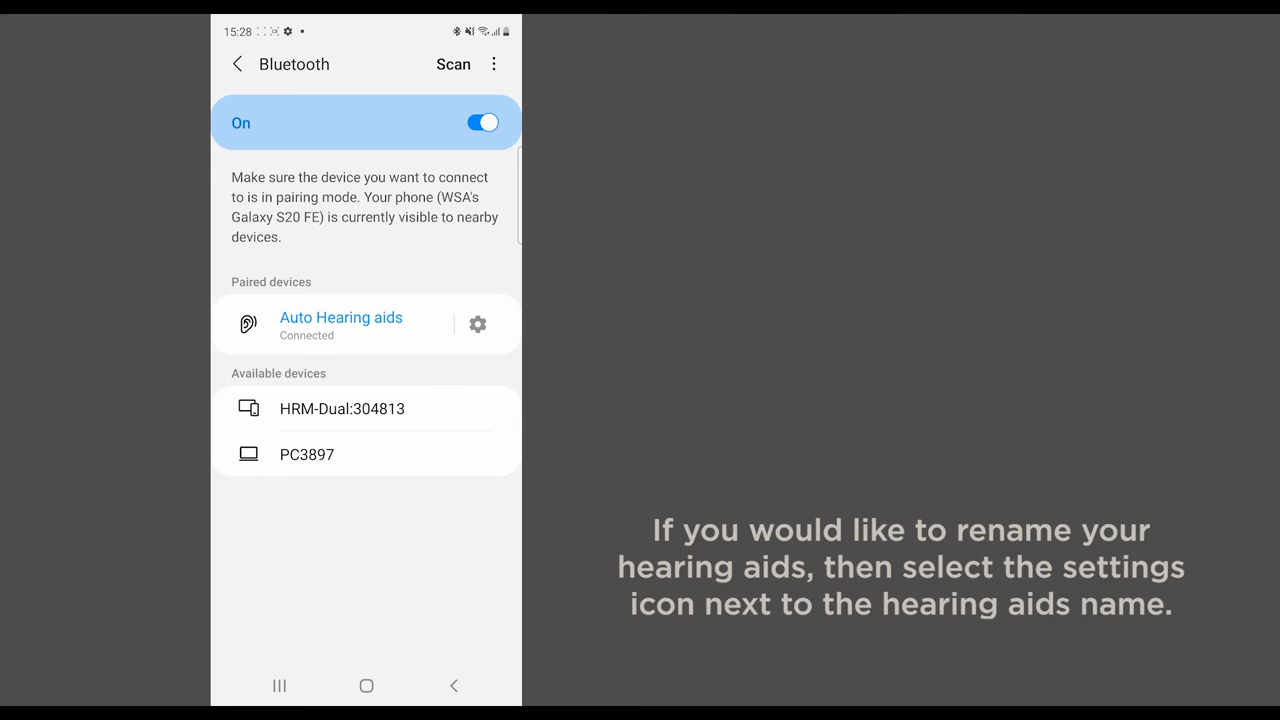 15:28
Bluetooth
Scan
On
Make sure the device you want to connect
to is in pairing mode. Your phone (WSA's
Galaxy S20 FE) is currently visible to nearby
devices.
Paired devices
Auto Hearing aids
Connected
Available devices
HRM-Dual:304813
PC3897
If you would like to rename your
hearing aids, then select the settings
icon next to the hearing aids name.